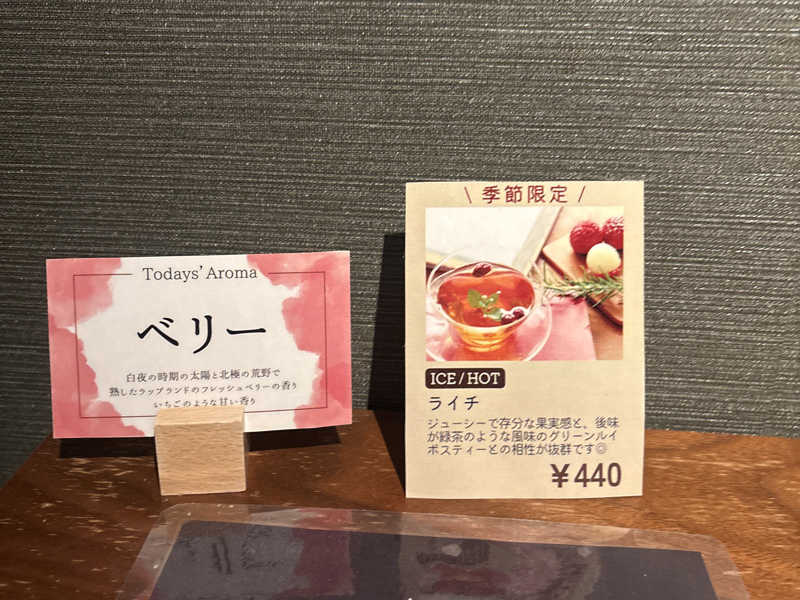 Todays' Aroma
ベリー
白夜の時期の太陽と北極の荒野で
熟したラップランドのフレッシュベリーの香り
いちごのような甘い香り
\ 季節限定 /
ICE / HOT
ライチ
ジューシーで存分な果実感と、後味
が緑茶のような風味のグリーンルイ
ボスティーとの相性が抜群です◎
¥440